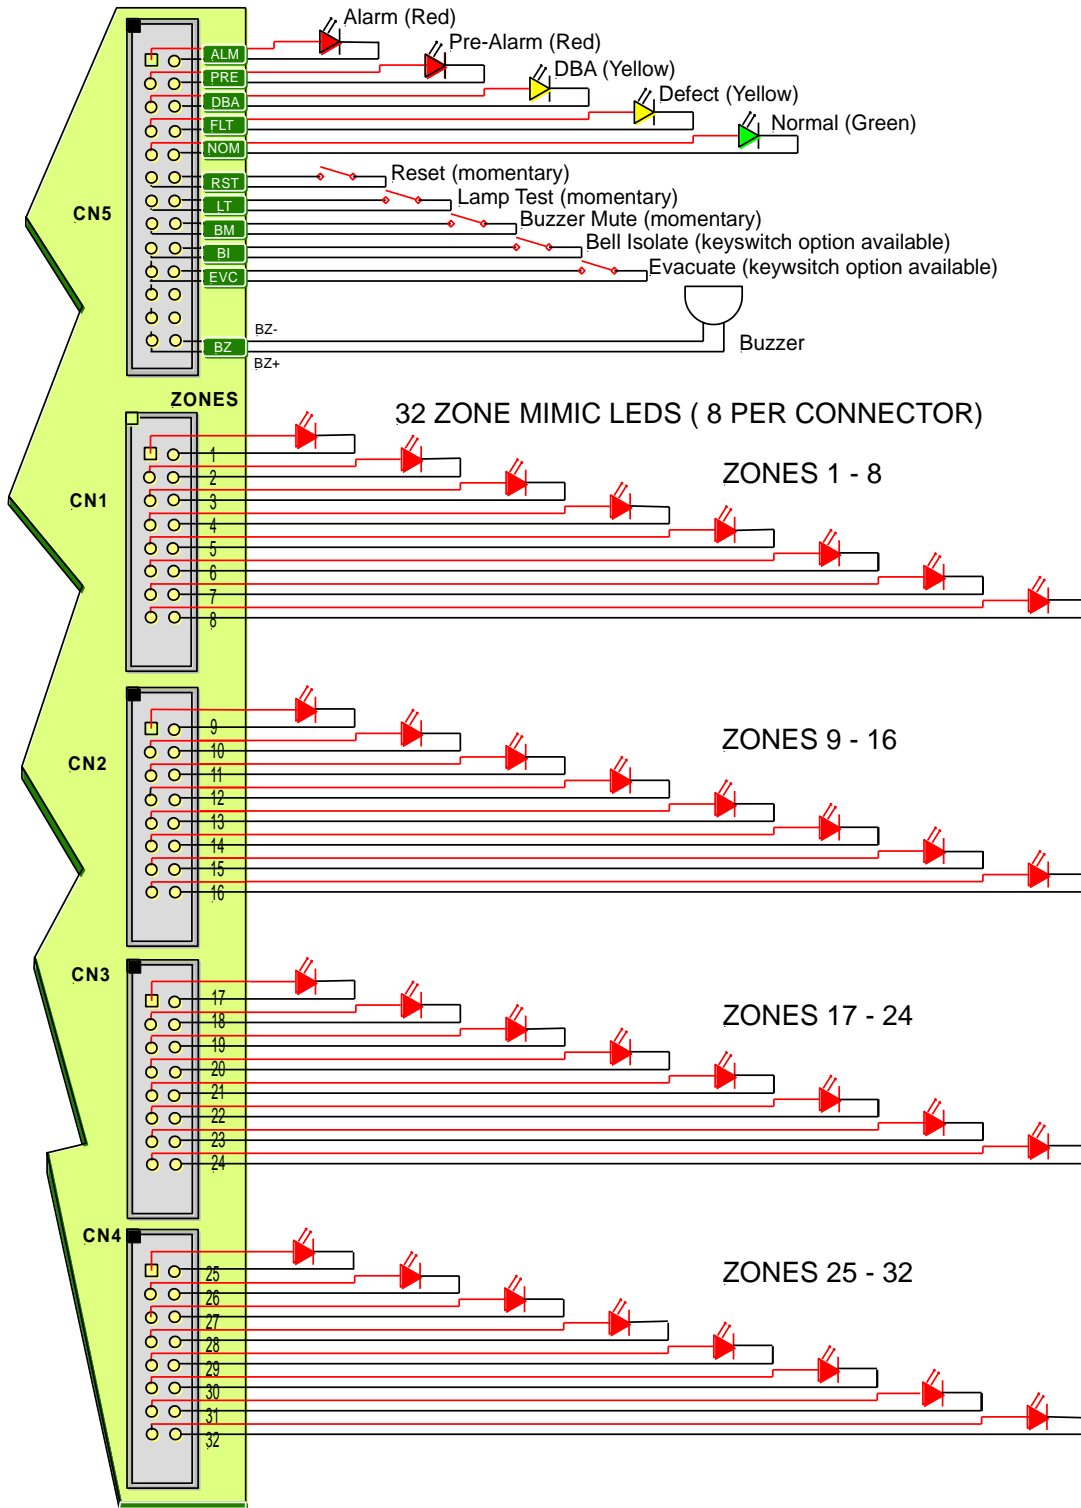 Alarm (Red)
ALM
Pre-Alarm (Red)
PRE
DBA (Yellow)
DBA
Defect (Yellow)
FLT
Normal (Green)
NOM
Reset (momentary)
RST
Lamp Test (momentary)
LT
CN5
Buzzer Mute (momentary)
BM
Bell Isolate (keyswitch option available)
BI
Evacuate (keywsitch option available)
EVC
BZ-
BZ
Buzzer
BZ+
ZONES
32 ZONE MIMIC LEDS ( 8 PER CONNECTOR)
ZONES 1 - 8
CN1
1
2
3
4
5
6
7
8
ZONES 9 - 16
CN2
9
10
11
12
13
14
15
16
CN3
ZONES 17 - 24
17
18
19
20
21
22
23
24
CN4
ZONES 25 - 32
25
26
27
28
29
30
31
32